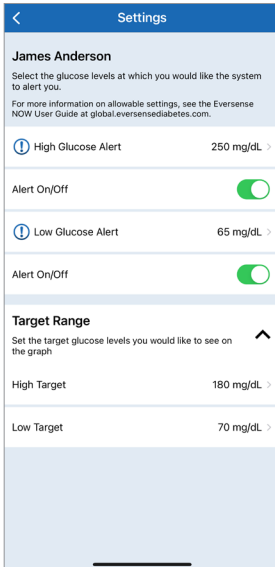 Settings
James Anderson
Select the glucose levels at which you would like the system
to alert you.
For more information on allowable settings, see the Eversense
NOW User Guide at global.eversensediabetes.com.
High Glucose Alert 250 mg/dL
Alert On/Off
Low Glucose Alert 65 mg/dL
Alert On/Off
Target Range
Set the target glucose levels you would like to see on
the graph
High Target 180 mg/dL
Low Target 70 mg/dL